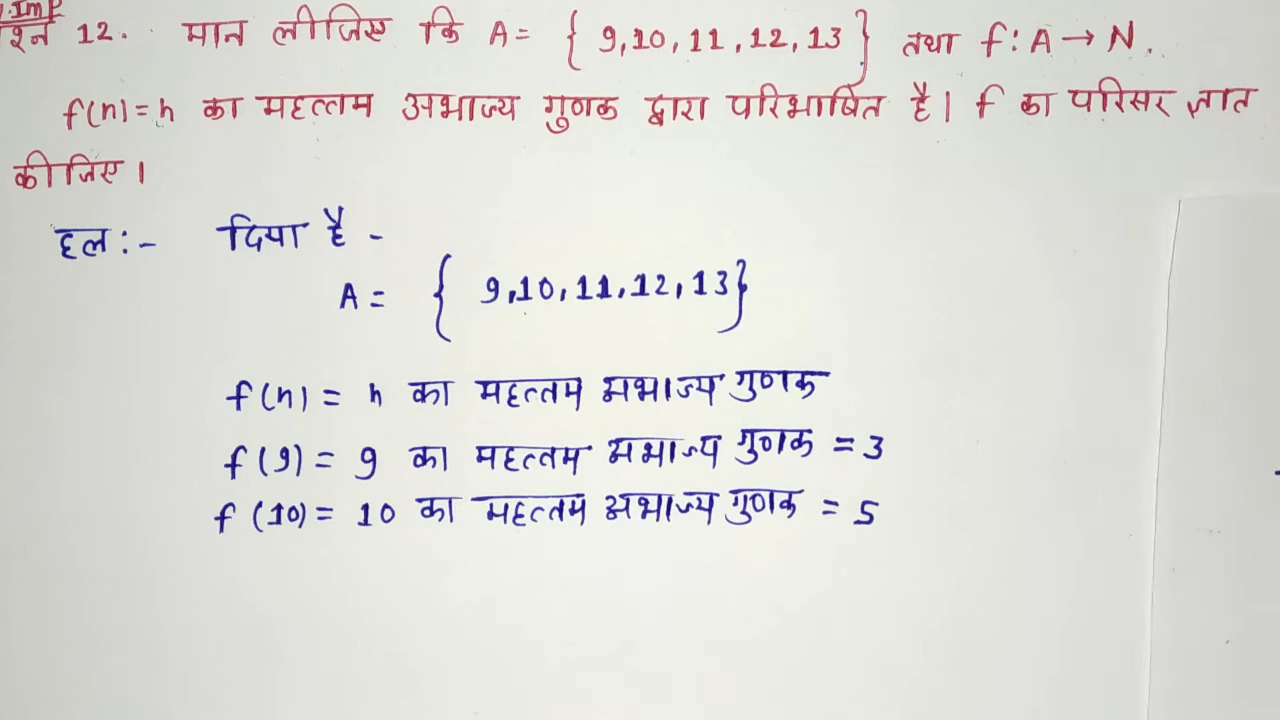 v.Imp
प्रश्न 12. मान लीजिए कि A = { 9,10,11,12,13 } तथा f: A → N.
f(n) = n का महत्तम अभाज्य गुणक द्वारा परिभाषित है। f का परिसर ज्ञात
कीजिए।
हल :- दिया है -
A = { 9,10,11,12,13}
f(n) = n का महत्तम अभाज्य गुणक
f(9) = 9 का महत्तम अभाज्य गुणक = 3
f (10) = 10 का महत्तम अभाज्य गुणक = 5